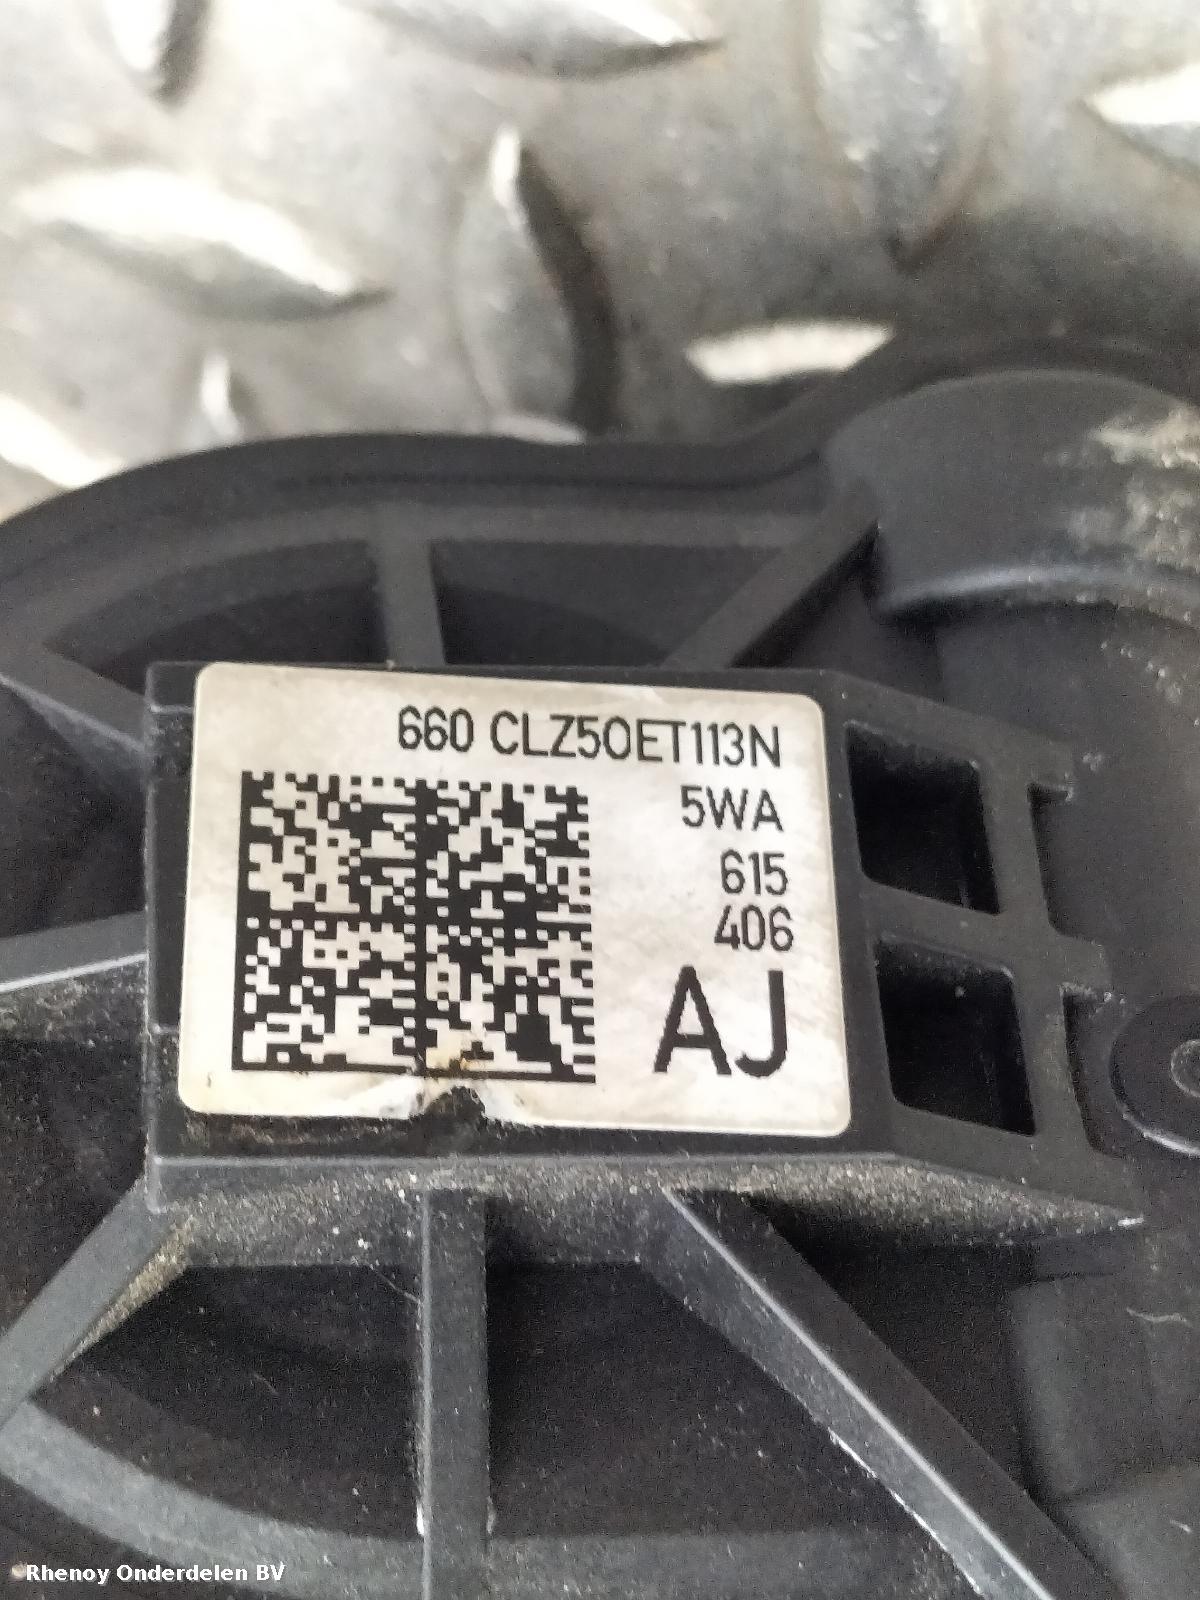 660 CLZ50ET113N
5WA
615
406
AJ
Rhenoy Onderdelen BV